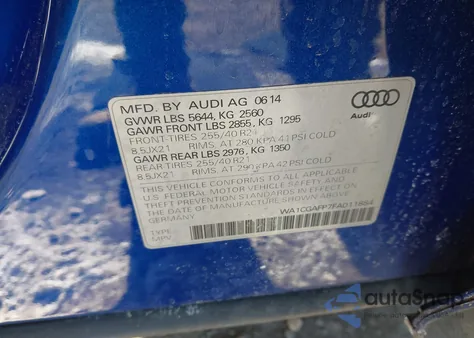 MFD. BY AUDI AG 06 14
GVWR LBS 5644, KG 2560
GAWR FRONT LBS 2855, KG 1295
FRONT-TIRES 255/40 R21
8.5JX21 RIMS, AT 280 KPA 41 PSI COLD
GAWR REAR LBS 2976, KG 1350
REAR-TIRES 255/40 R21
8.5JX21 RIMS, AT 290 KPA 42 PSI COLD
THIS VEHICLE CONFORMS TO ALL APPLICABLE
U.S. FEDERAL MOTOR VEHICLE SAFETY AND
THEFT PREVENTION STANDARDS IN EFFECT ON
THE DATE OF MANUFACTURE SHOWN ABOVE.
TYPE: MPV
Audi
autoSnap